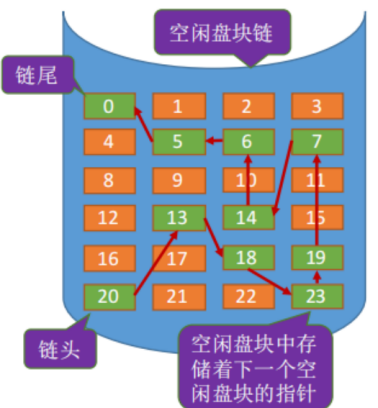 空闲盘块链
链尾
0 1 2 3
4 5 6 7
8 9 10 11
12 13 14 15
16 17 18 19
20 21 22 23
链头
空闲盘块中存
储着下一个空
闲盘块的指针